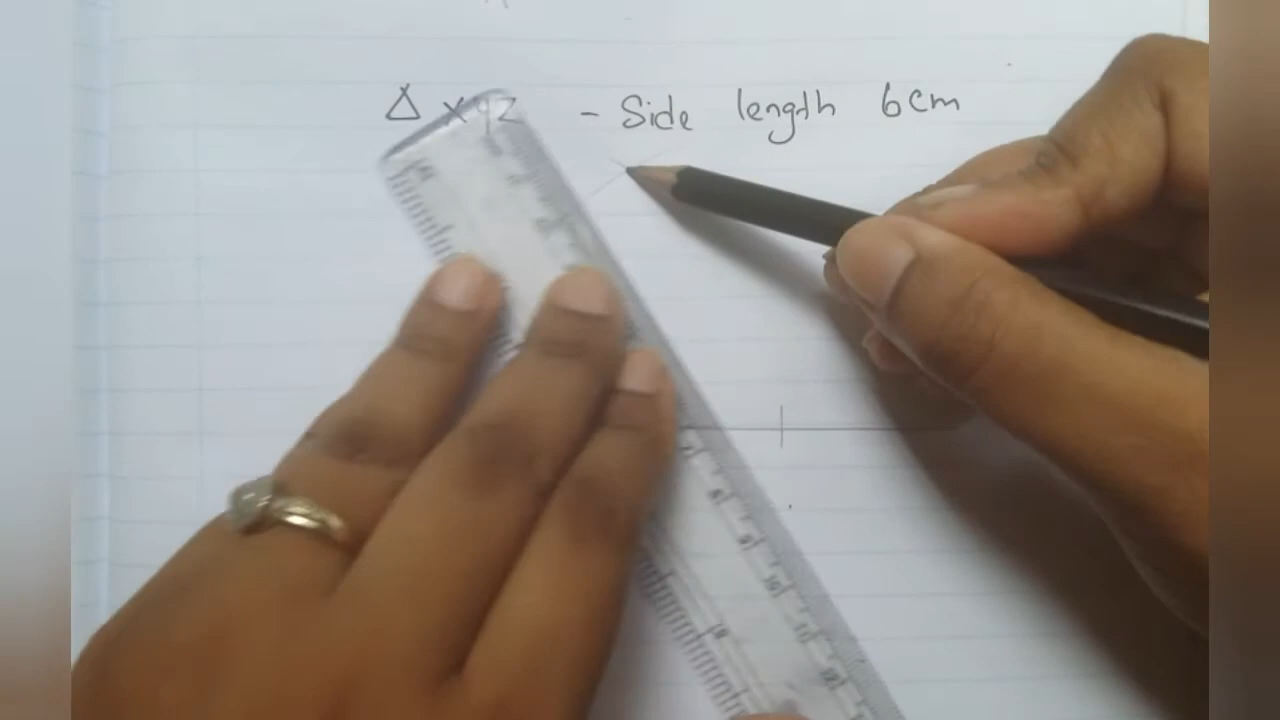 Δ XYZ - Side length 6cm